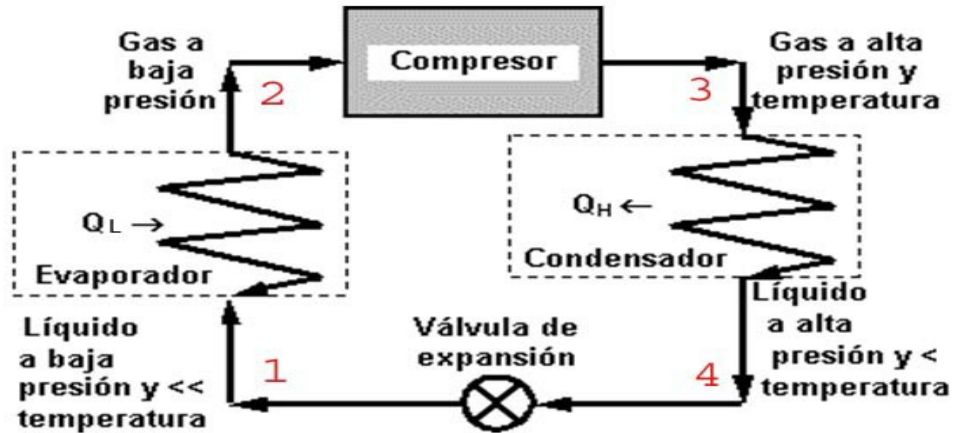 Gas a
baja
presión
2
Compresor
3
Gas a alta
presión y
temperatura
QL →
Evaporador
QH ←
Condensador
Líquido
a baja
presión y <<
temperatura
1
Válvula de
expansión
4
Líquido
a alta
presión y <
temperatura